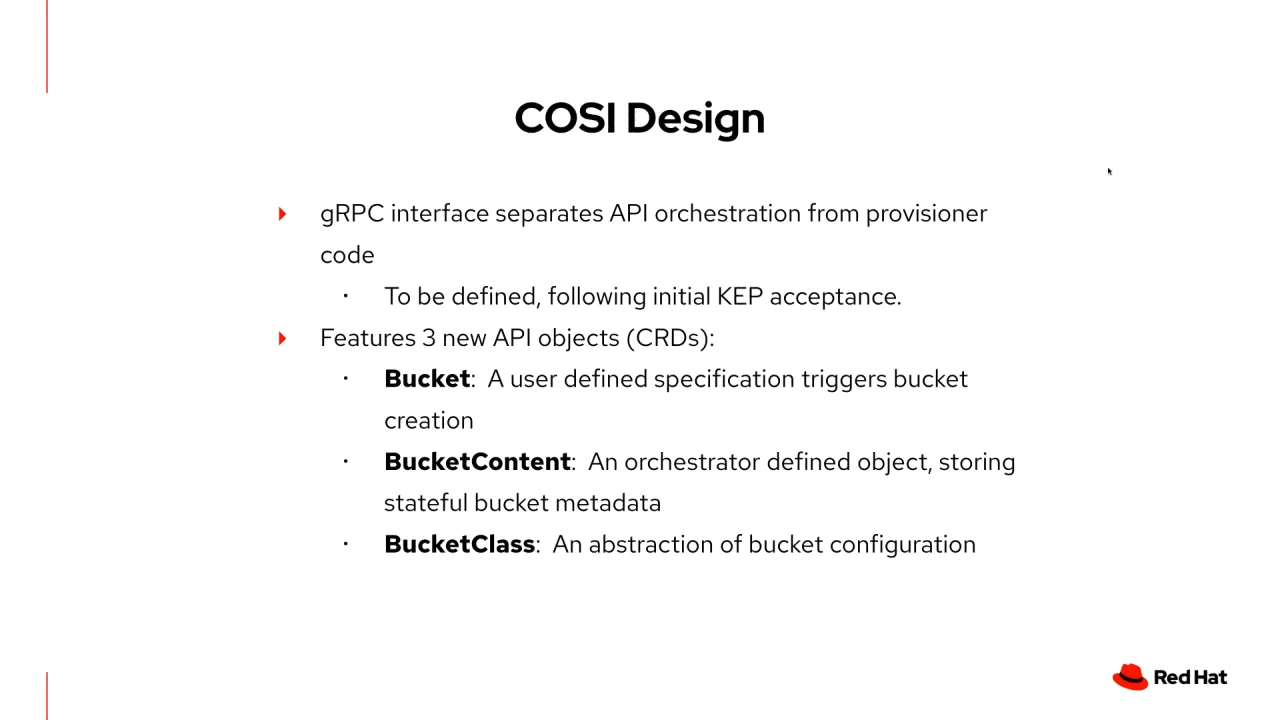 COSI Design
gRPC interface separates API orchestration from provisioner
code
To be defined, following initial KEP acceptance.
Features 3 new API objects (CRDs):
Bucket: A user defined specification triggers bucket
creation
BucketContent: An orchestrator defined object, storing
stateful bucket metadata
BucketClass: An abstraction of bucket configuration
Red Hat